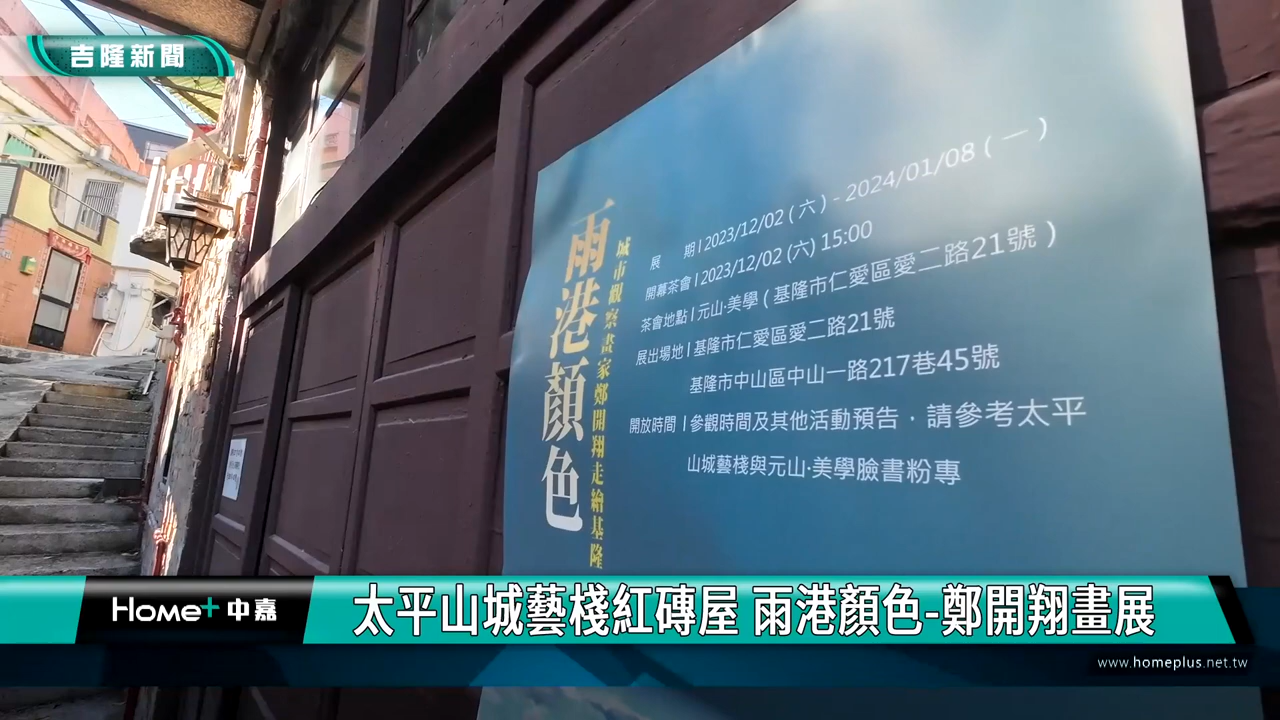 吉隆新聞
雨港顏色
城市觀察畫家鄭開翔走繪基隆
展 期 | 2023/12/02 (六) - 2024/01/08 (一)
開幕茶會 | 2023/12/02 (六) 15:00
茶會地點 | 元山·美學 (基隆市仁愛區愛二路21號)
展出場地 | 基隆市仁愛區愛二路21號
基隆市中山區中山一路217巷45號
開放時間 | 參觀時間及其他活動預告，請參考太平
山城藝棧與元山·美學臉書粉專
Home+ 中嘉
太平山城藝棧紅磚屋 雨港顏色-鄭開翔畫展
www.homeplus.net.tw